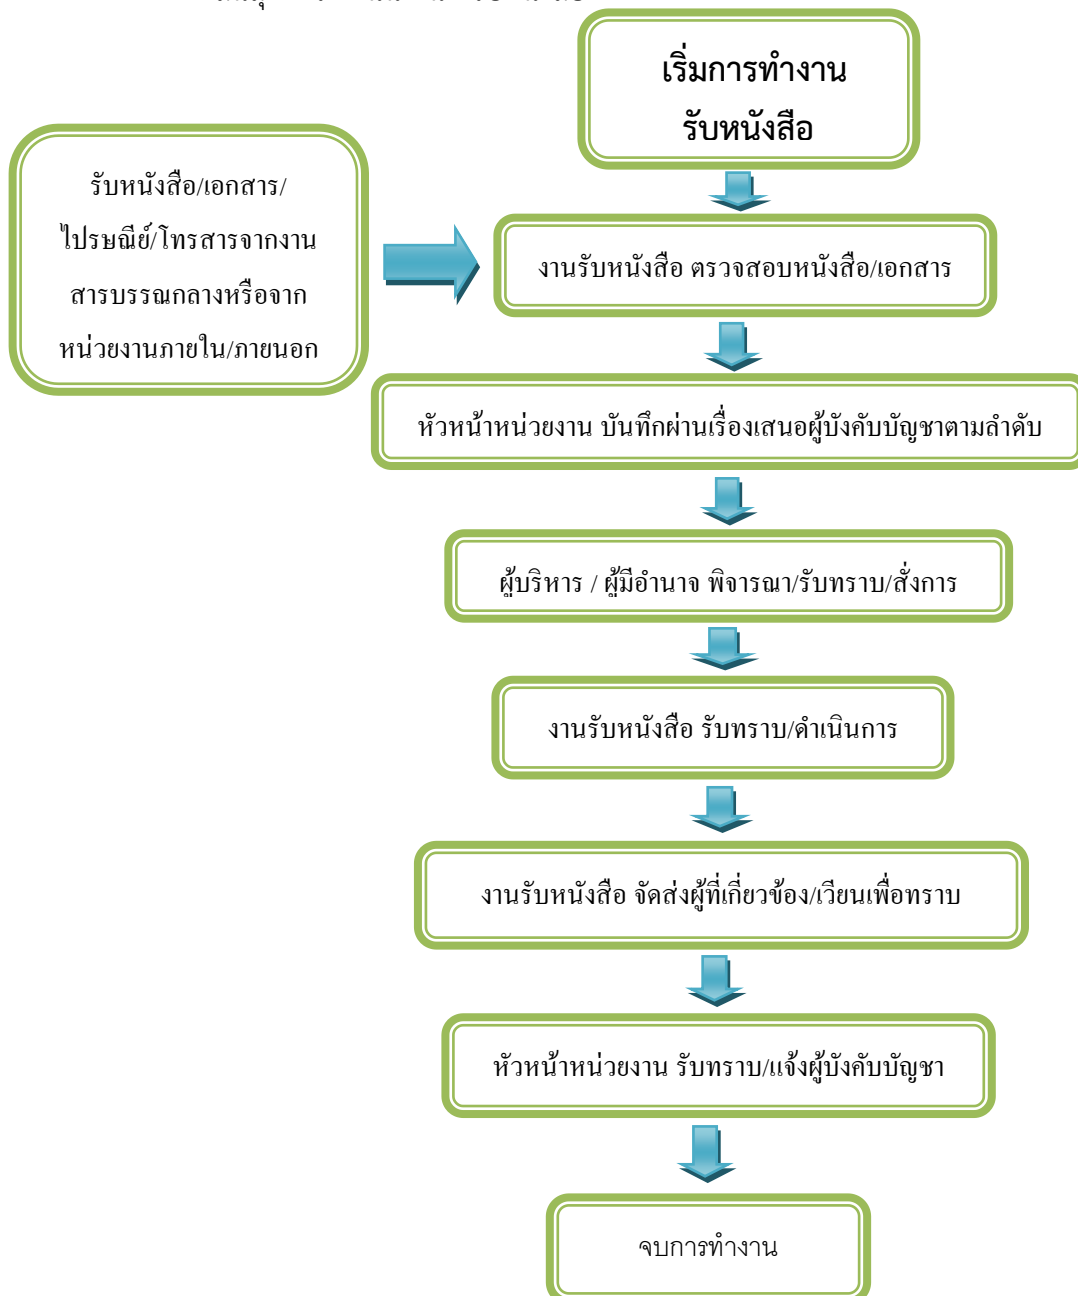 เริ่มการทำงาน
รับหนังสือ
รับหนังสือ/เอกสาร/
ไปรษณีย์/โทรสารจากงาน
สารบรรณกลางหรือจาก
หน่วยงานภายใน/ภายนอก
งานรับหนังสือ ตรวจสอบหนังสือ/เอกสาร
หัวหน้าหน่วยงาน บันทึกผ่านเรื่องเสนอผู้บังคับบัญชาตามลำดับ
ผู้บริหาร / ผู้มีอำนาจ พิจารณา/รับทราบ/สั่งการ
งานรับหนังสือ รับทราบ/ดำเนินการ
งานรับหนังสือ จัดส่งผู้ที่เกี่ยวข้อง/เวียนเพื่อทราบ
หัวหน้าหน่วยงาน รับทราบ/แจ้งผู้บังคับบัญชา
จบการทำงาน